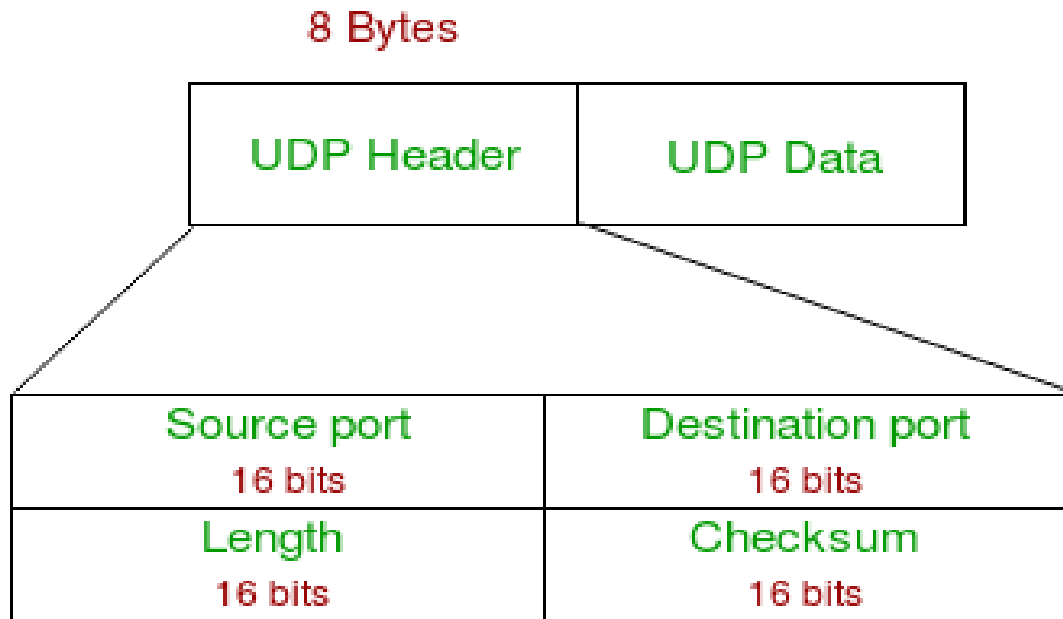 8 Bytes
UDP Header
UDP Data
Source port
16 bits
Destination port
16 bits
Length
16 bits
Checksum
16 bits